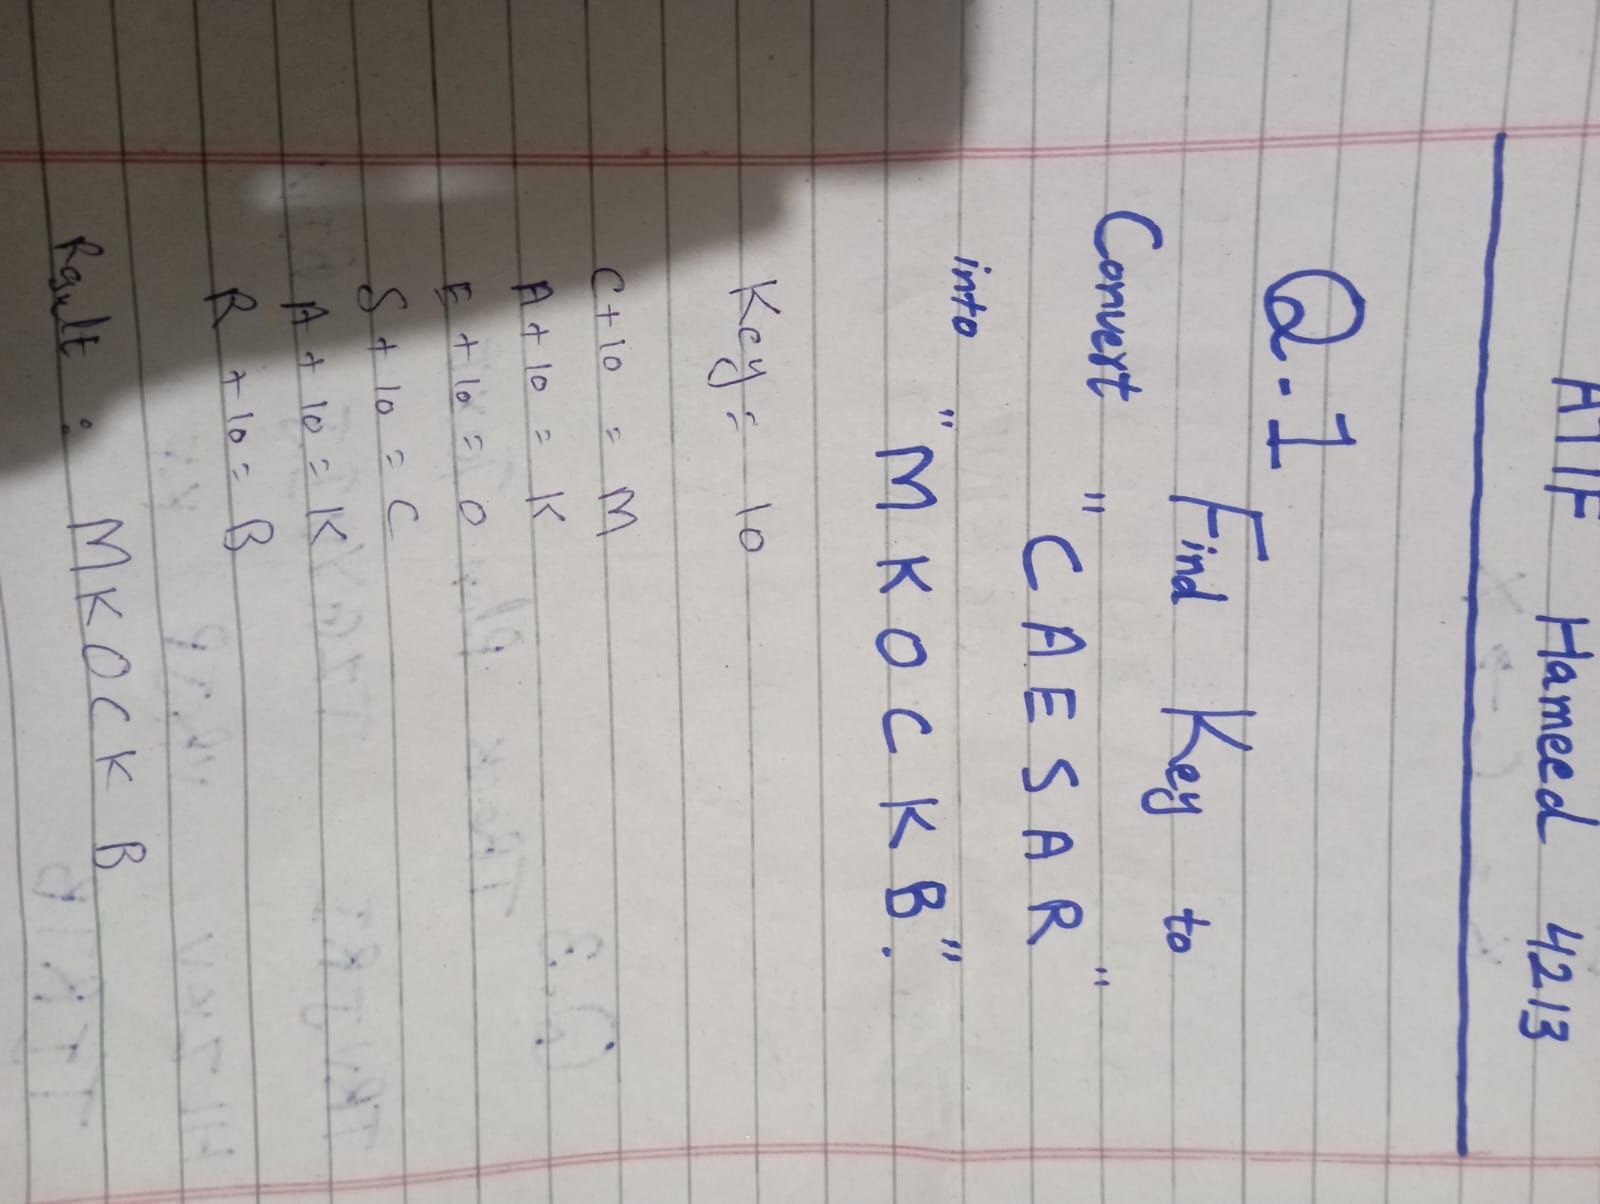 ATIF Hameed 4213
Q-1 Find Key to
Convert "CAESAR"
into "MKOCKB."
Key = 10
C+10 = M
A+10 = K
E+10 = O
S+10 = C
A+10 = K
R+10 = B
Rasult : MKOCKB